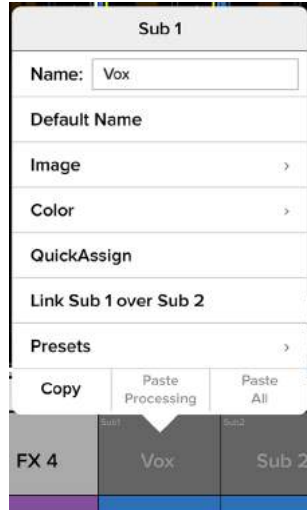 Sub 1
Name: Vox
Default Name
Image
Color
QuickAssign
Link Sub 1 over Sub 2
Presets
Copy Paste Processing Paste All
Sub1 Sub2
FX 4 Vox Sub 2